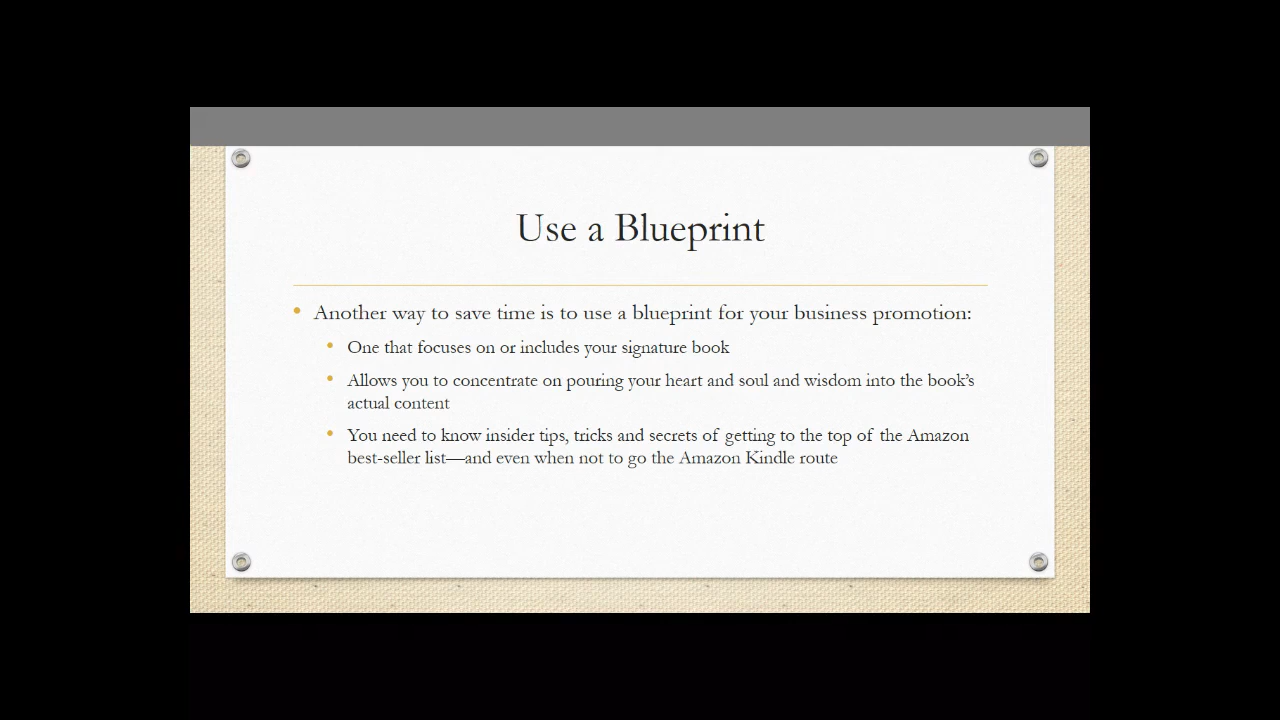 Use a Blueprint
• Another way to save time is to use a blueprint for your business promotion:
• One that focuses on or includes your signature book
• Allows you to concentrate on pouring your heart and soul and wisdom into the book’s
actual content
• You need to know insider tips, tricks and secrets of getting to the top of the Amazon
best-seller list—and even when not to go the Amazon Kindle route